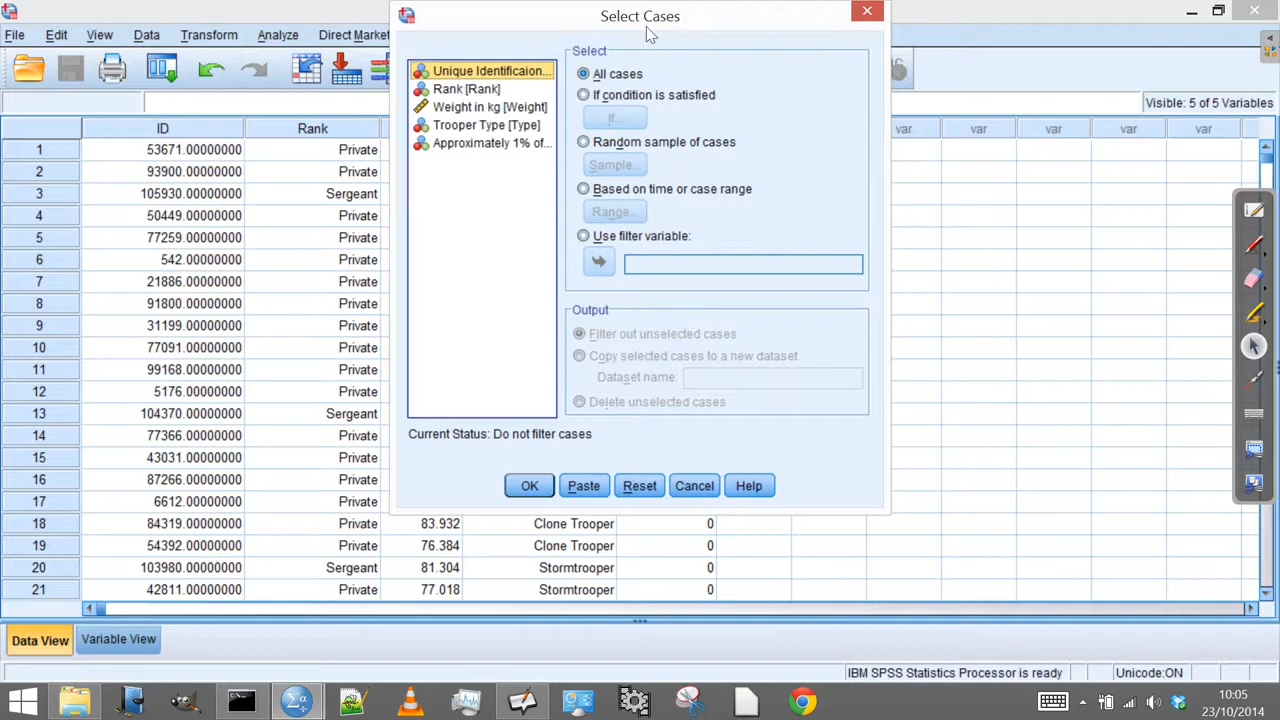 Select Cases
File Edit View Data Transform Analyze Direct Market
Visible: 5 of 5 Variables
Unique Identificaion...
Rank [Rank]
Weight in kg [Weight]
Trooper Type [Type]
Approximately 1% of...
Select
All cases
If condition is satisfied
If...
Random sample of cases
Sample...
Based on time or case range
Range...
Use filter variable:
Output
Filter out unselected cases
Copy selected cases to a new dataset
Dataset name:
Delete unselected cases
Current Status: Do not filter cases
OK Paste Reset Cancel Help
ID Rank var var var var var
1 53671.00000000 Private
2 93900.00000000 Private
3 105930.00000000 Sergeant
4 50449.00000000 Private
5 77259.00000000 Private
6 542.00000000 Private
7 21886.00000000 Private
8 91800.00000000 Private
9 31199.00000000 Private
10 77091.00000000 Private
11 99168.00000000 Private
12 5176.00000000 Private
13 104370.00000000 Sergeant
14 77366.00000000 Private
15 43031.00000000 Private
16 87266.00000000 Private
17 6612.00000000 Private
18 84319.00000000 Private 83.932 Clone Trooper 0
19 54392.00000000 Private 76.384 Clone Trooper 0
20 103980.00000000 Sergeant 81.304 Stormtrooper 0
21 42811.00000000 Private 77.018 Stormtrooper 0
Data View Variable View
IBM SPSS Statistics Processor is ready Unicode:ON
10:05
23/10/2014